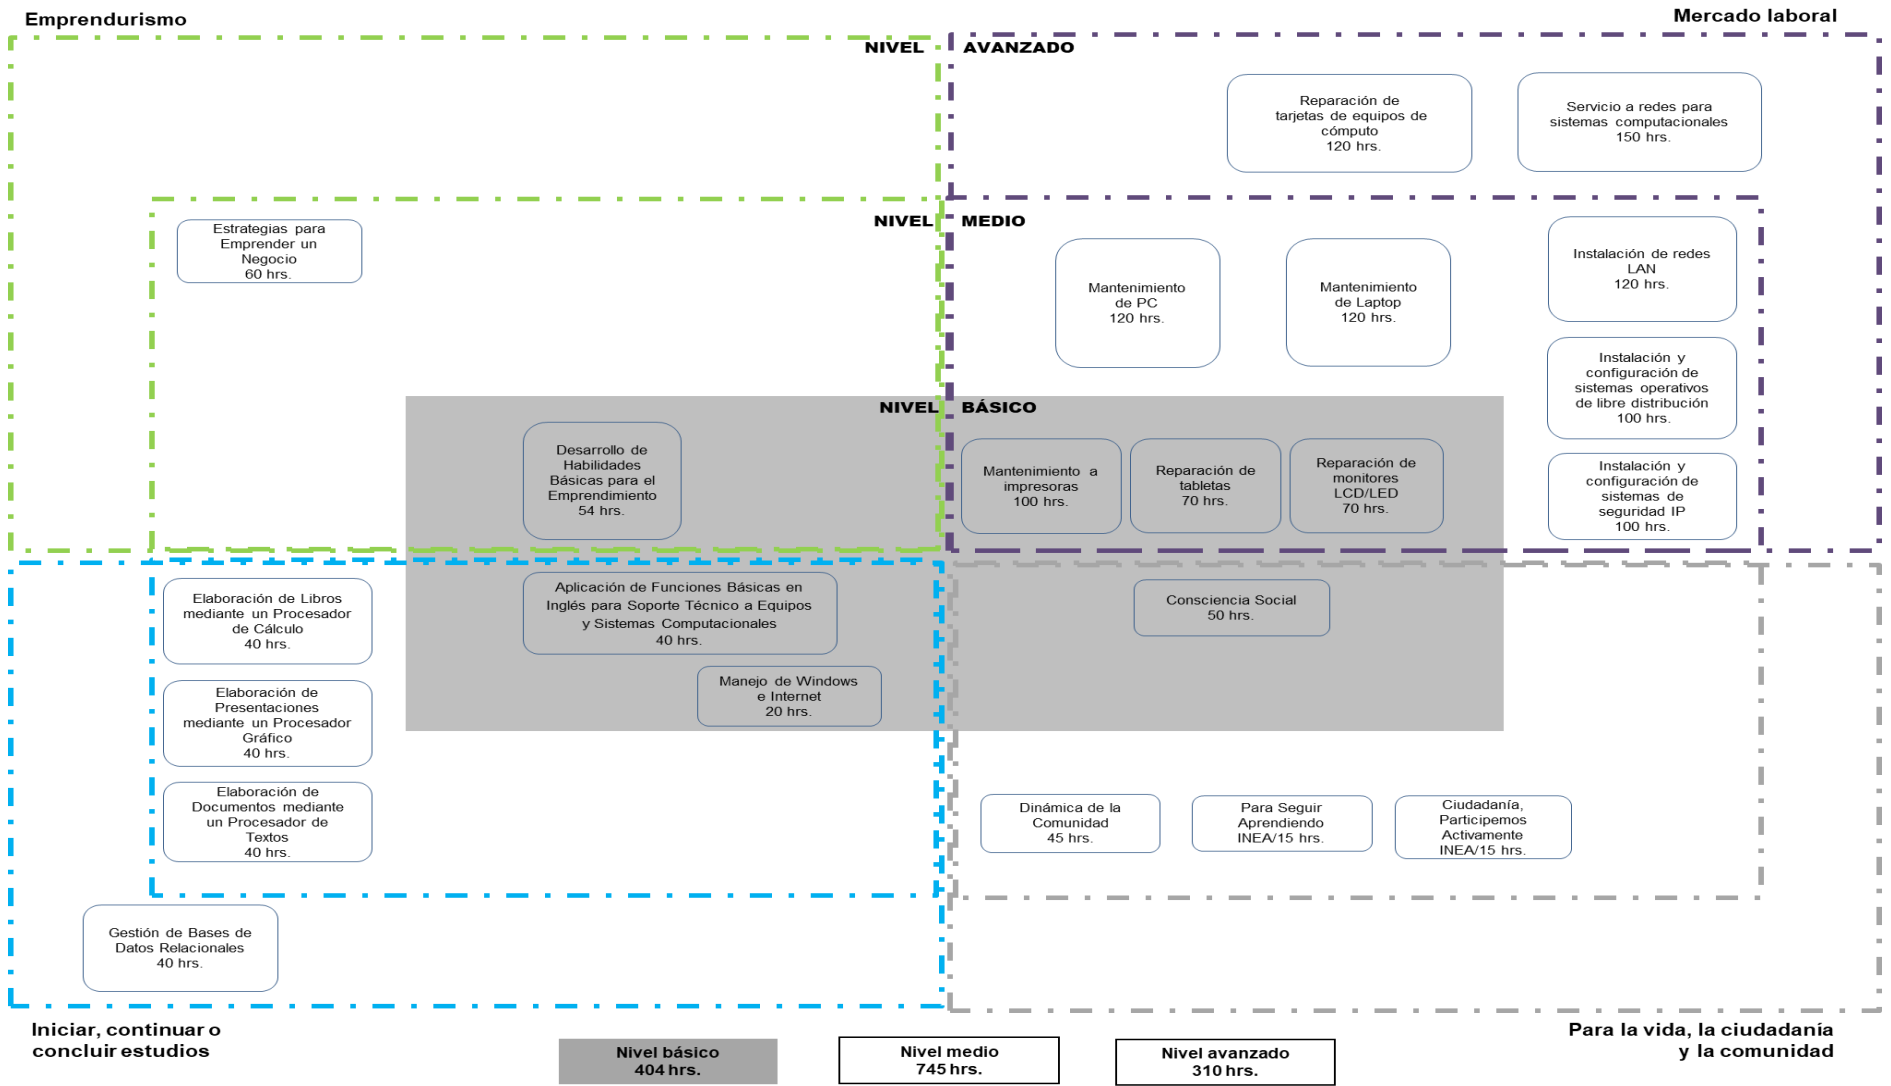 Emprendurismo
Mercado laboral
NIVEL AVANZADO
Reparación de
tarjetas de equipos de
cómputo
120 hrs.
Servicio a redes para
sistemas computacionales
150 hrs.
NIVEL MEDIO
Estrategias para
Emprender un
Negocio
60 hrs.
Mantenimiento
de PC
120 hrs.
Mantenimiento
de Laptop
120 hrs.
Instalación de redes
LAN
120 hrs.
Instalación y
configuración de
sistemas operativos
de libre distribución
100 hrs.
Instalación y
configuración de
sistemas de
seguridad IP
100 hrs.
NIVEL BÁSICO
Desarrollo de
Habilidades
Básicas para el
Emprendimiento
54 hrs.
Mantenimiento a
impresoras
100 hrs.
Reparación de
tabletas
70 hrs.
Reparación de
monitores
LCD/LED
70 hrs.
Elaboración de Libros
mediante un Procesador
de Cálculo
40 hrs.
Aplicación de Funciones Básicas en
Inglés para Soporte Técnico a Equipos
y Sistemas Computacionales
40 hrs.
Consciencia Social
50 hrs.
Elaboración de
Presentaciones
mediante un Procesador
Gráfico
40 hrs.
Manejo de Windows
e Internet
20 hrs.
Elaboración de
Documentos mediante
un Procesador de
Textos
40 hrs.
Dinámica de la
Comunidad
45 hrs.
Para Seguir
Aprendiendo
INEA/15 hrs.
Ciudadanía,
Participemos
Activamente
INEA/15 hrs.
Gestión de Bases de
Datos Relacionales
40 hrs.
Iniciar, continuar o
concluir estudios
Para la vida, la ciudadanía
y la comunidad
Nivel básico
404 hrs.
Nivel medio
745 hrs.
Nivel avanzado
310 hrs.